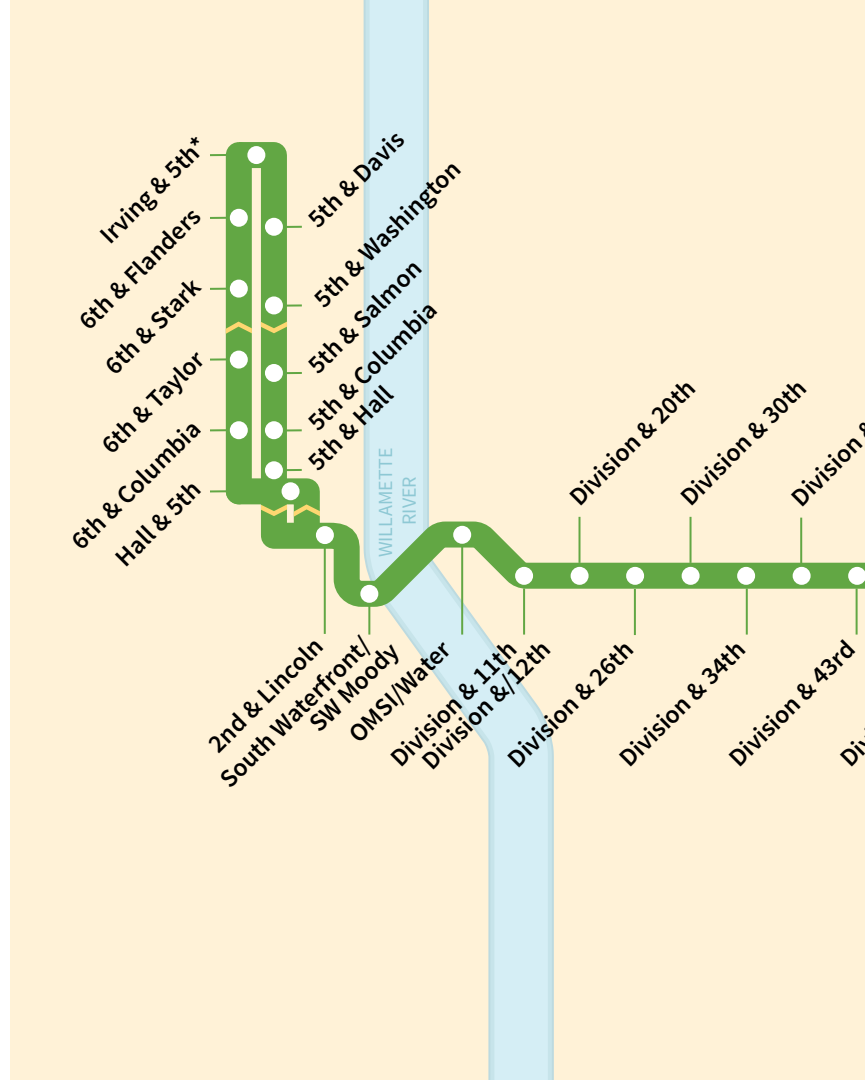 Irving & 5th*
6th & Flanders
6th & Stark
6th & Taylor
6th & Columbia
Hall & 5th
5th & Davis
5th & Washington
5th & Salmon
5th & Columbia
5th & Hall
WILLAMETTE
RIVER
2nd & Lincoln
South Waterfront/
SW Moody
OMSI/Water
Division & 11th
Division &/12th
Division & 20th
Division & 26th
Division & 30th
Division & 34th
Division &
Division & 43rd